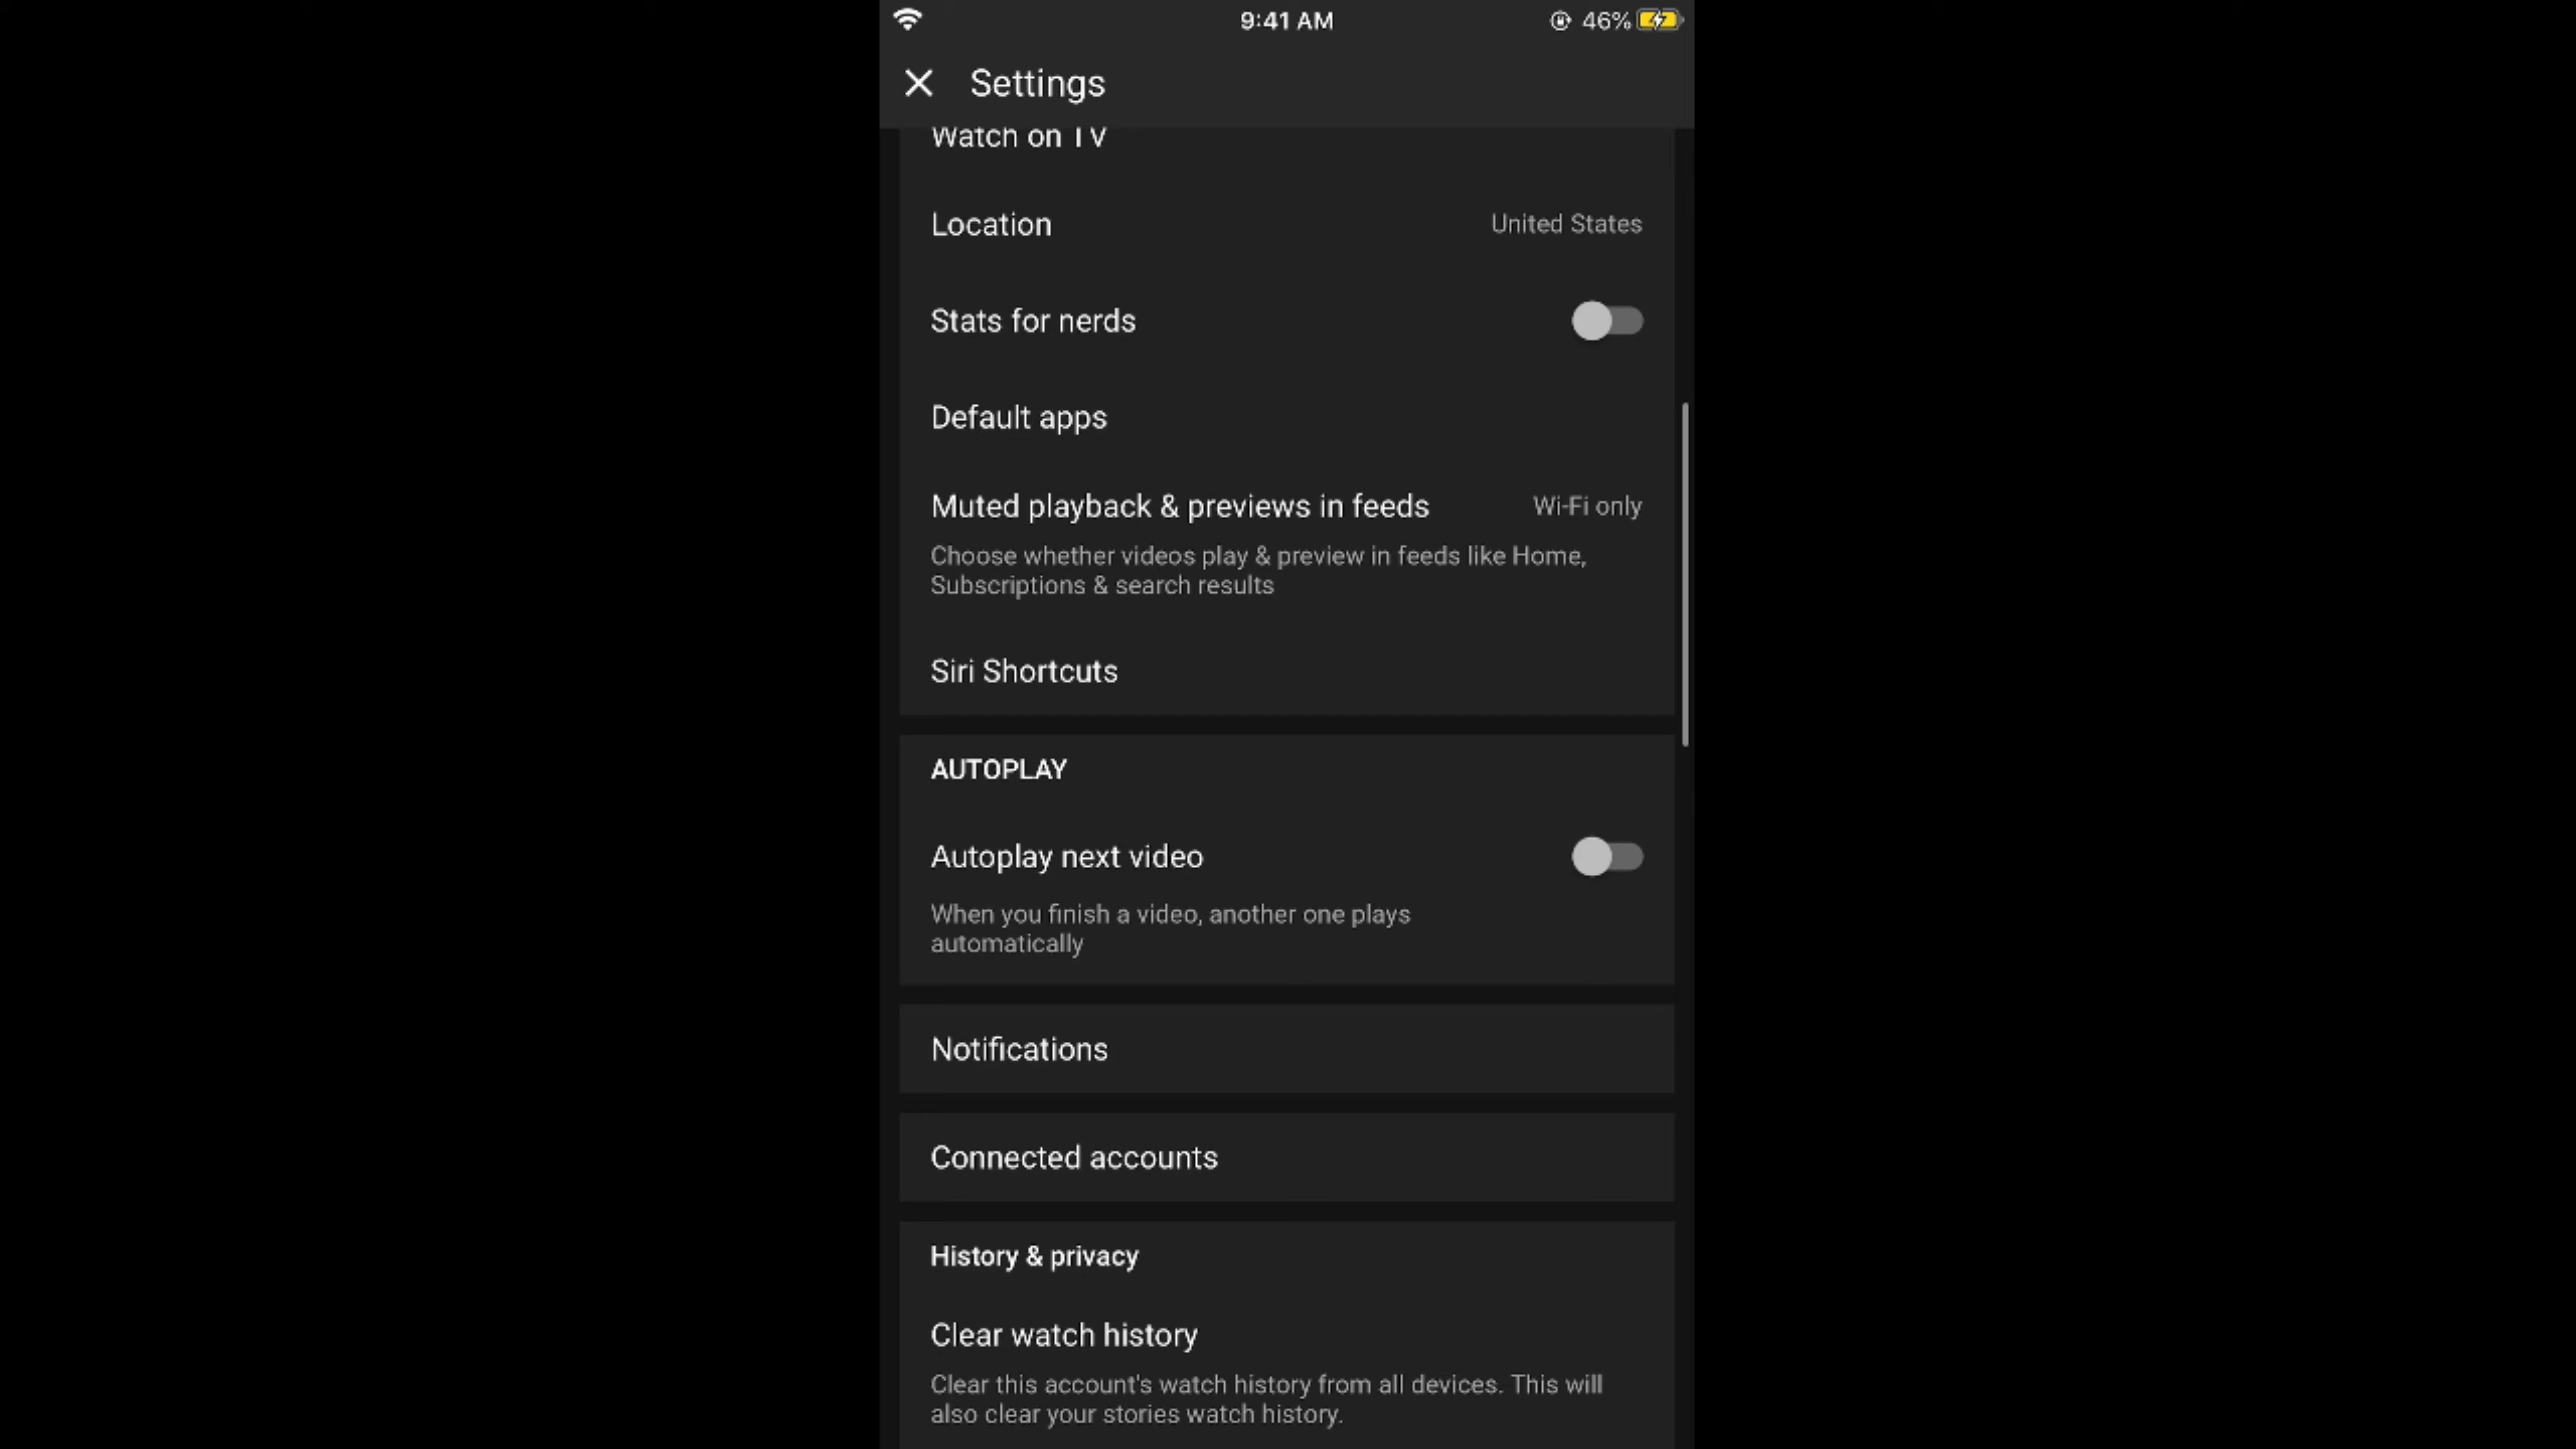 9:41 AM
46%
Settings
Watch on TV
Location
United States
Stats for nerds
Default apps
Muted playback & previews in feeds
Wi-Fi only
Choose whether videos play & preview in feeds like Home,
Subscriptions & search results
Siri Shortcuts
AUTOPLAY
Autoplay next video
When you finish a video, another one plays
automatically
Notifications
Connected accounts
History & privacy
Clear watch history
Clear this account's watch history from all devices. This will
also clear your stories watch history.